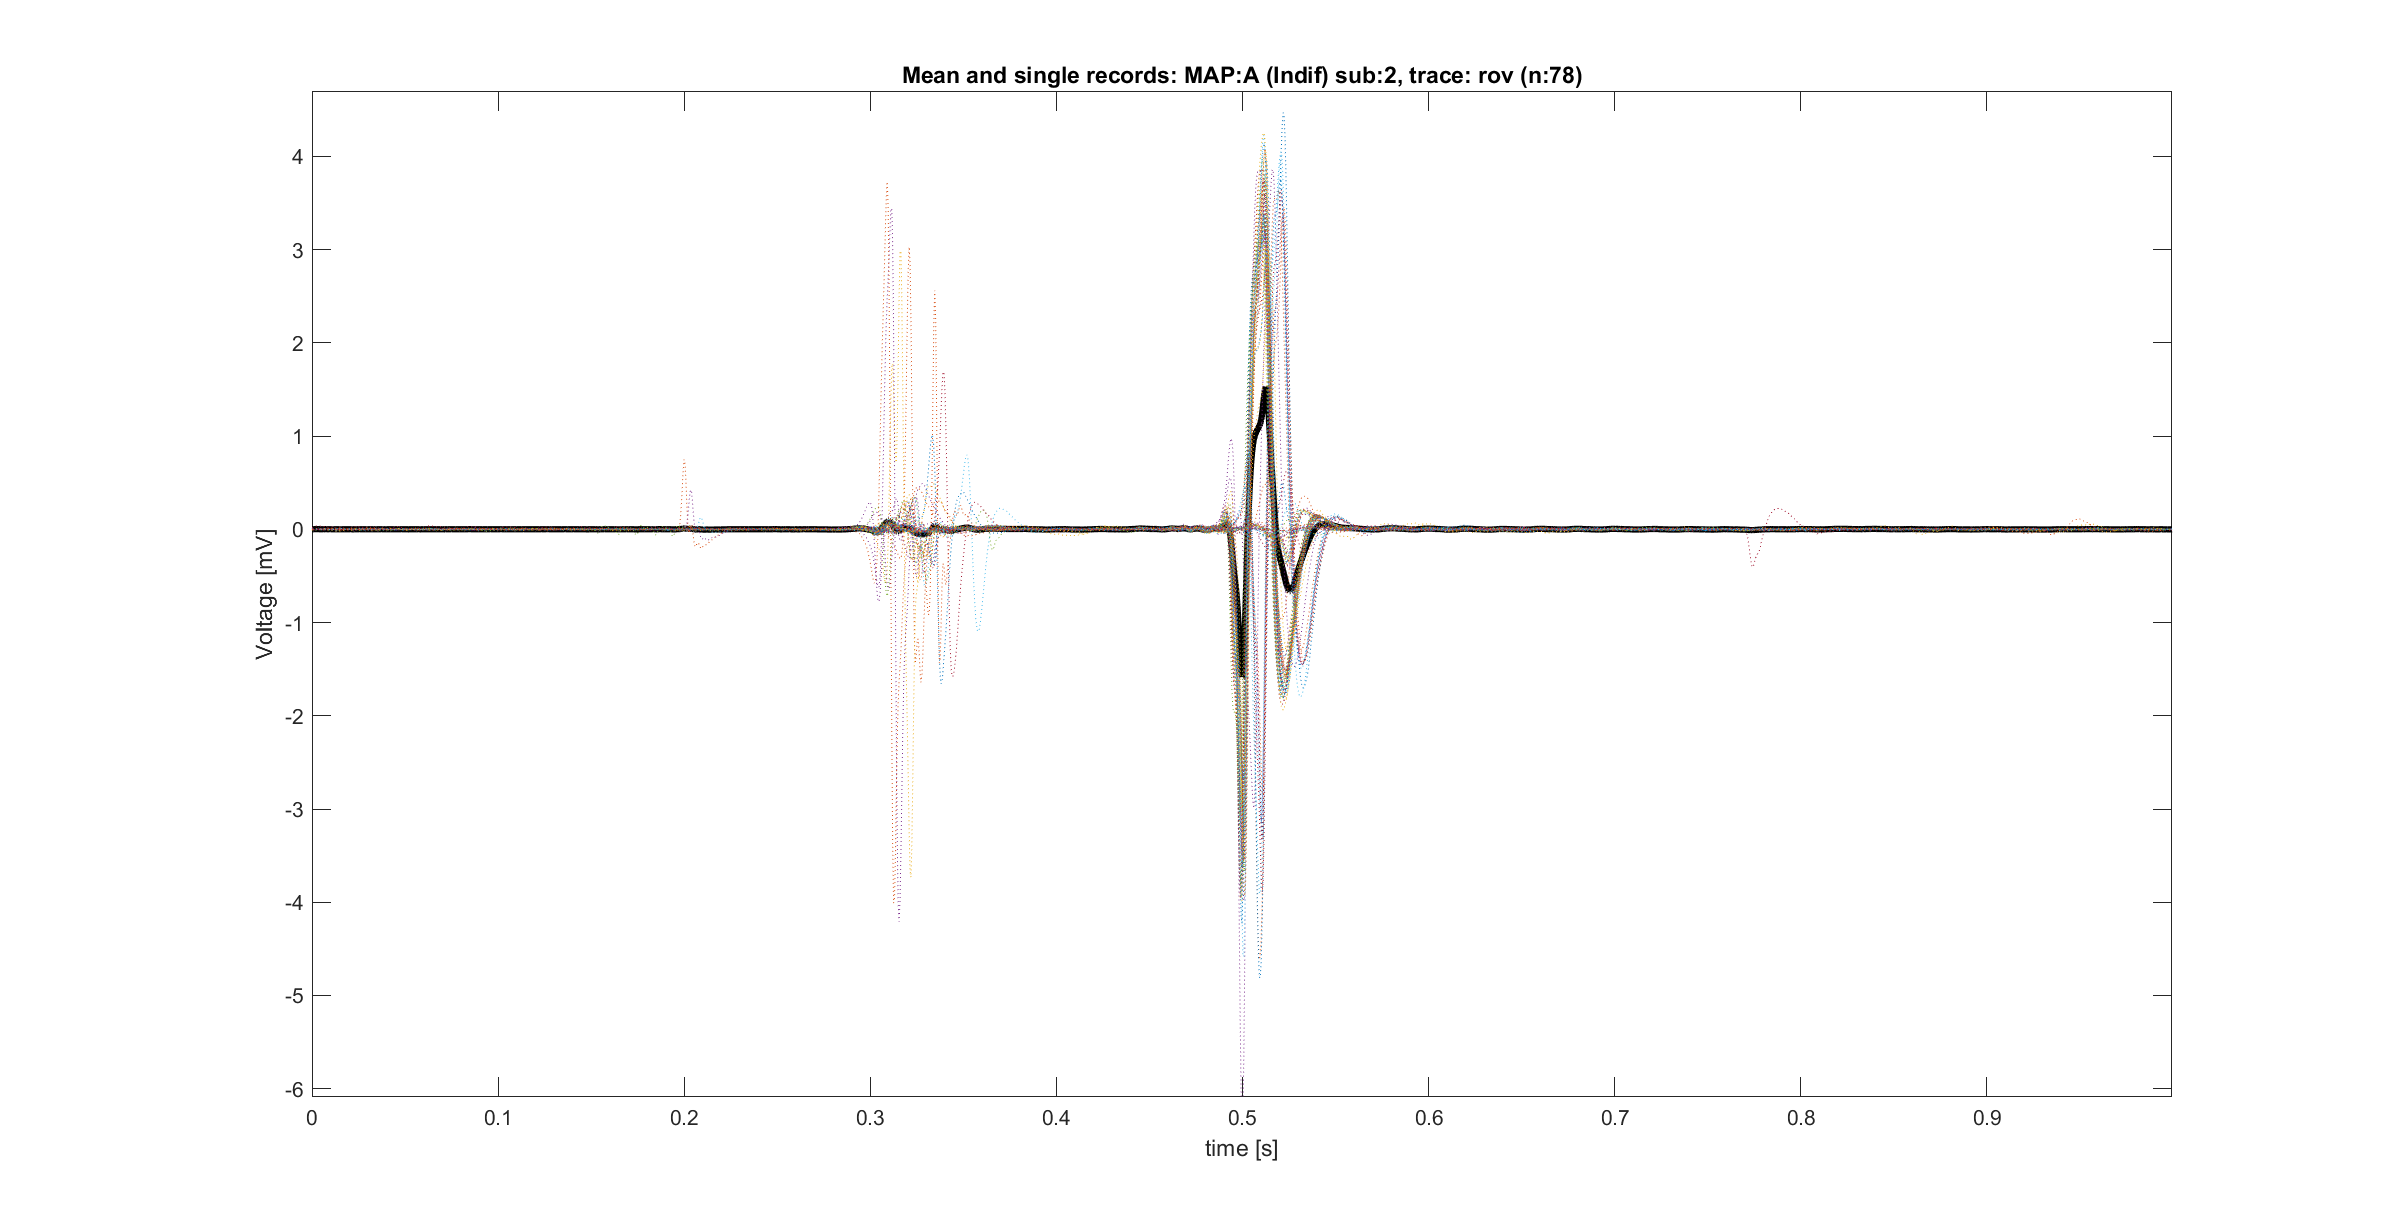 Mean and single records: MAP:A (Indif) sub:2, trace: rov (n:78)
4
3
2
1
0
-1
-2
-3
-4
-5
-6
Voltage [mV]
0 0.1 0.2 0.3 0.4 0.5 0.6 0.7 0.8 0.9
time [s]